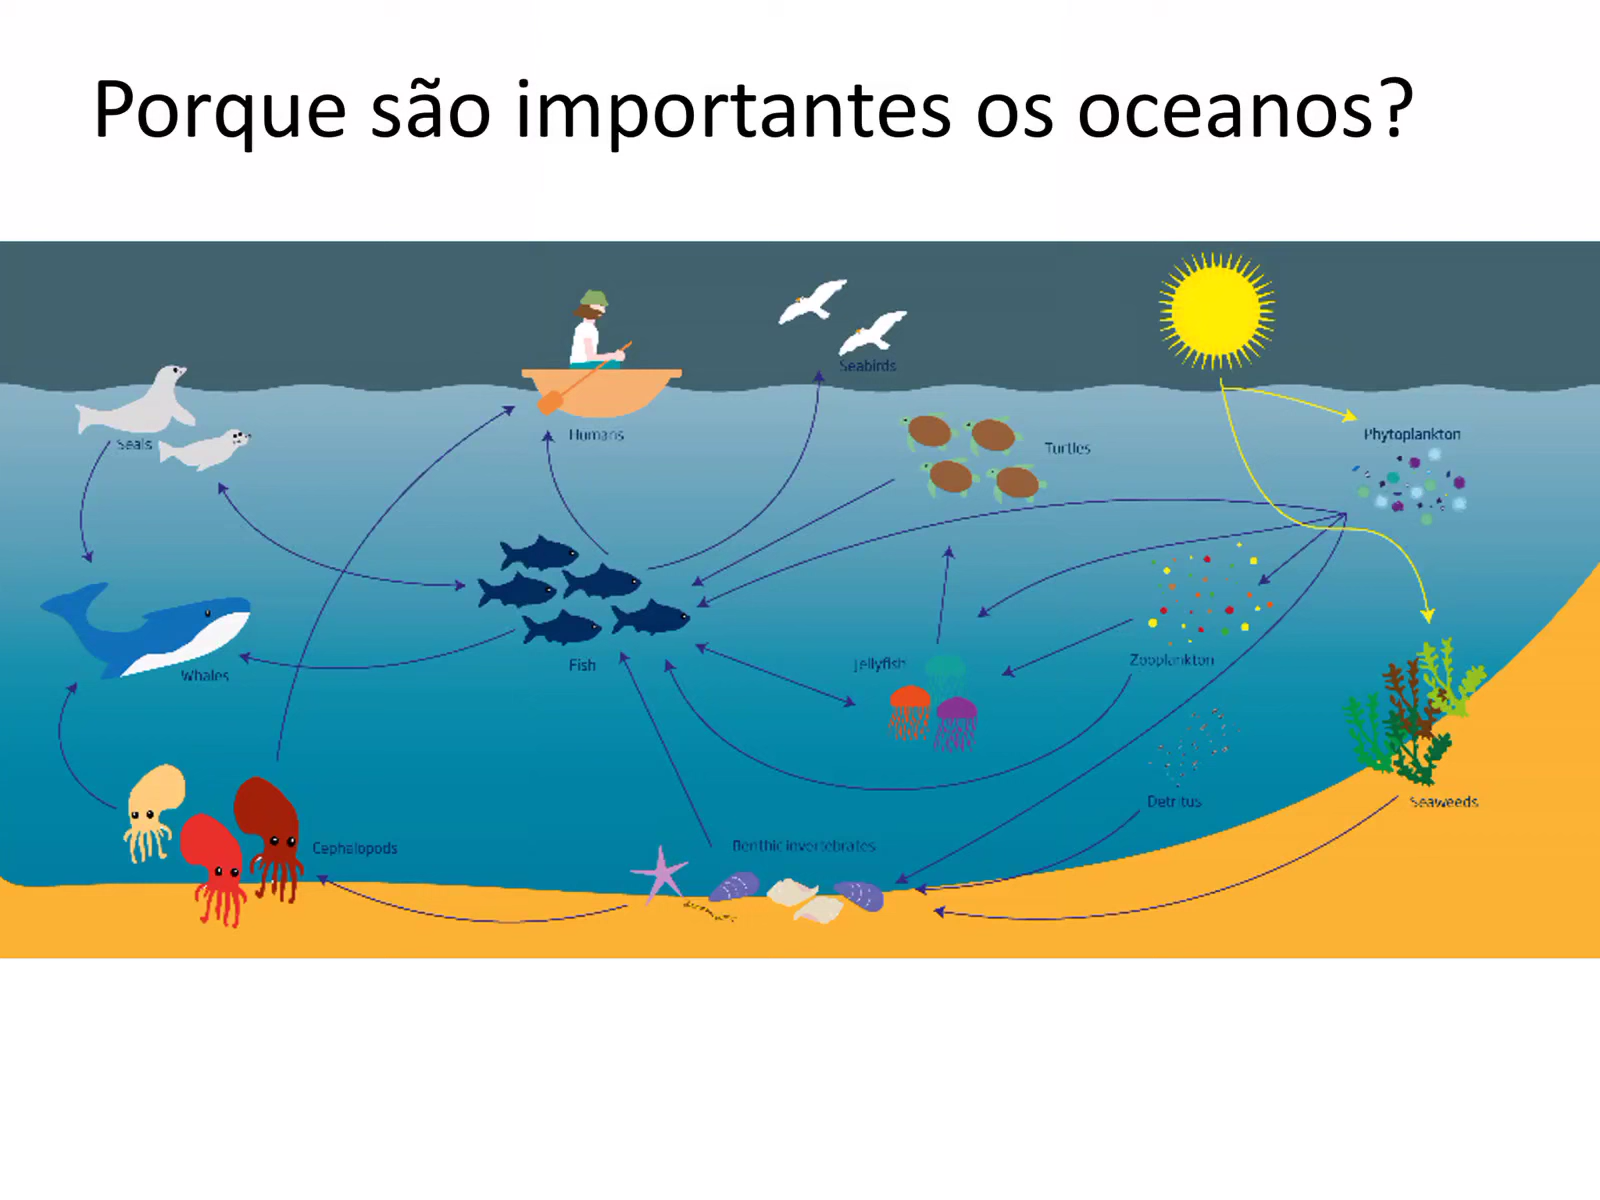 Porque são importantes os oceanos?
Seabirds
Seals
Humans
Turtles
Phytoplankton
Whales
Fish
Jellyfish
Zooplankton
Detritus
Seaweeds
Cephalopods
Benthic invertebrates